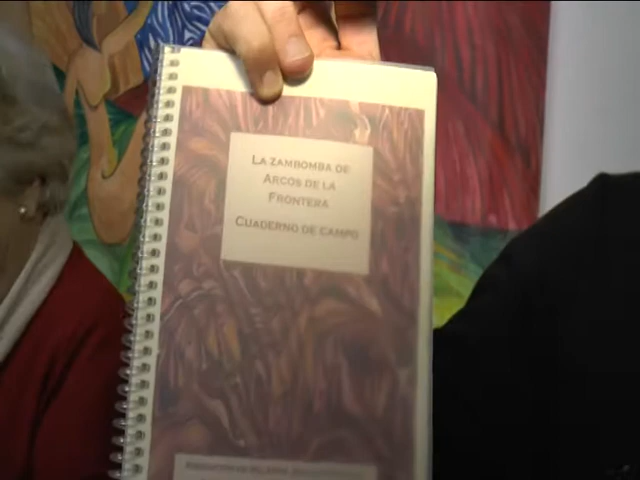 LA ZAMBOMBA DE
ARCOS DE LA
FRONTERA
CUADERNO DE CAMPO